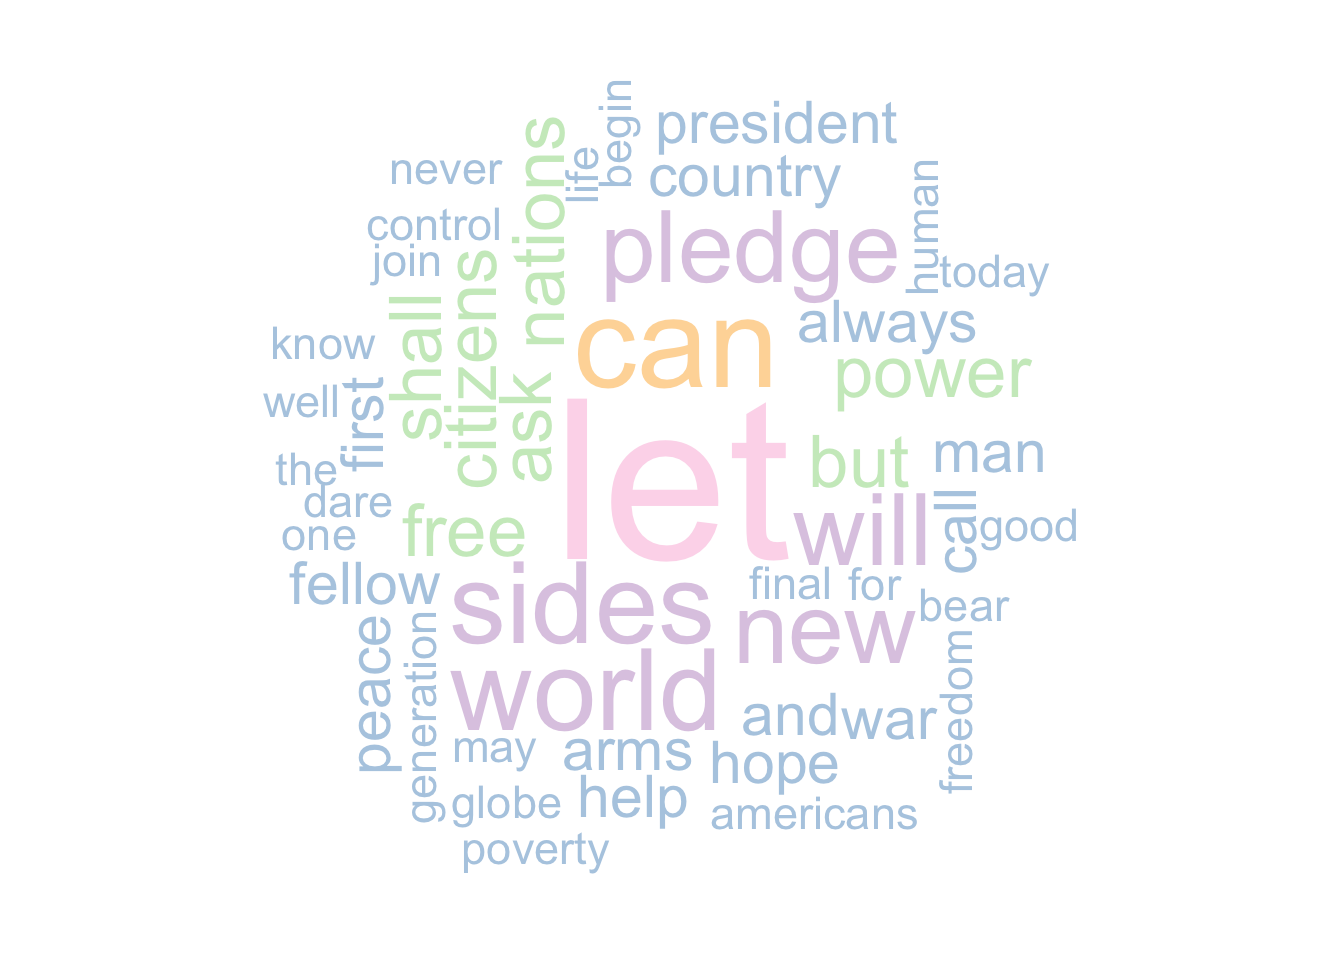 begin
president
life
nations
country
never
human
control
pledge
join
today
citizens
shall
can
always
know
power
ask
first
well
let
but
man
the
dare
call
good
one
free
will
fellow
sides
final
for
bear
new
peace
generation
world
freedom
and
war
may
arms
hope
globe
help
americans
poverty